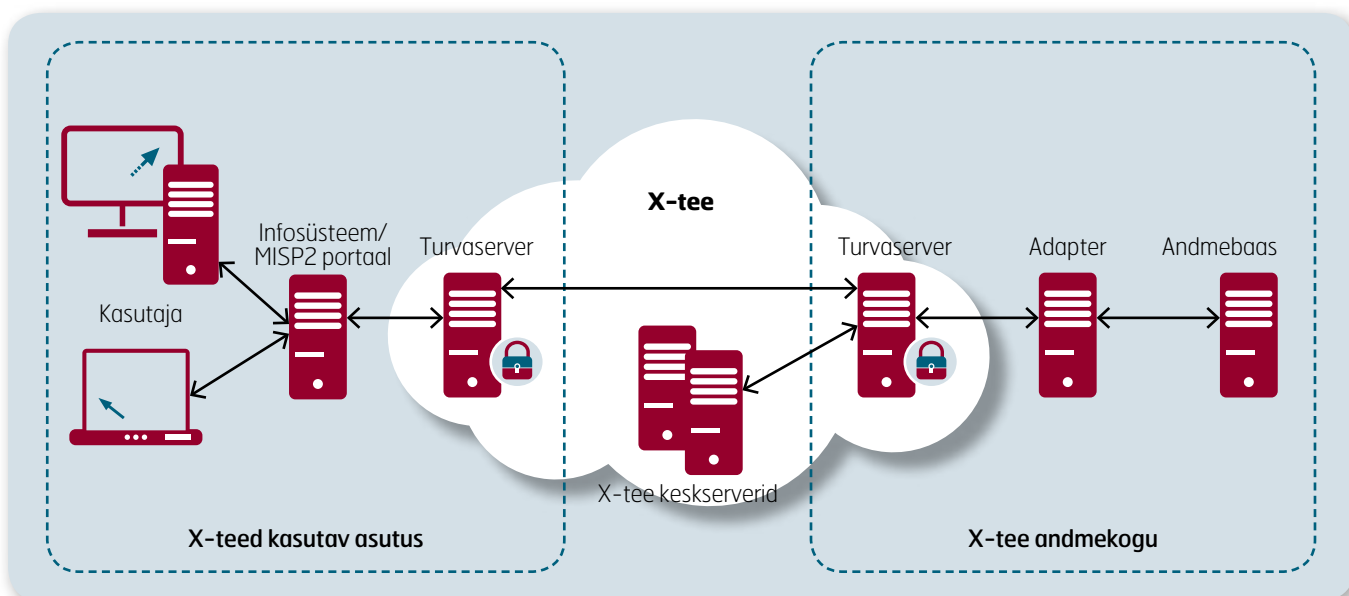 X-tee
Infosüsteem/
MISP2 portaal
Turvaserver
Turvaserver
Adapter
Andmebaas
Kasutaja
X-tee keskserverid
X-teed kasutav asutus
X-tee andmekogu